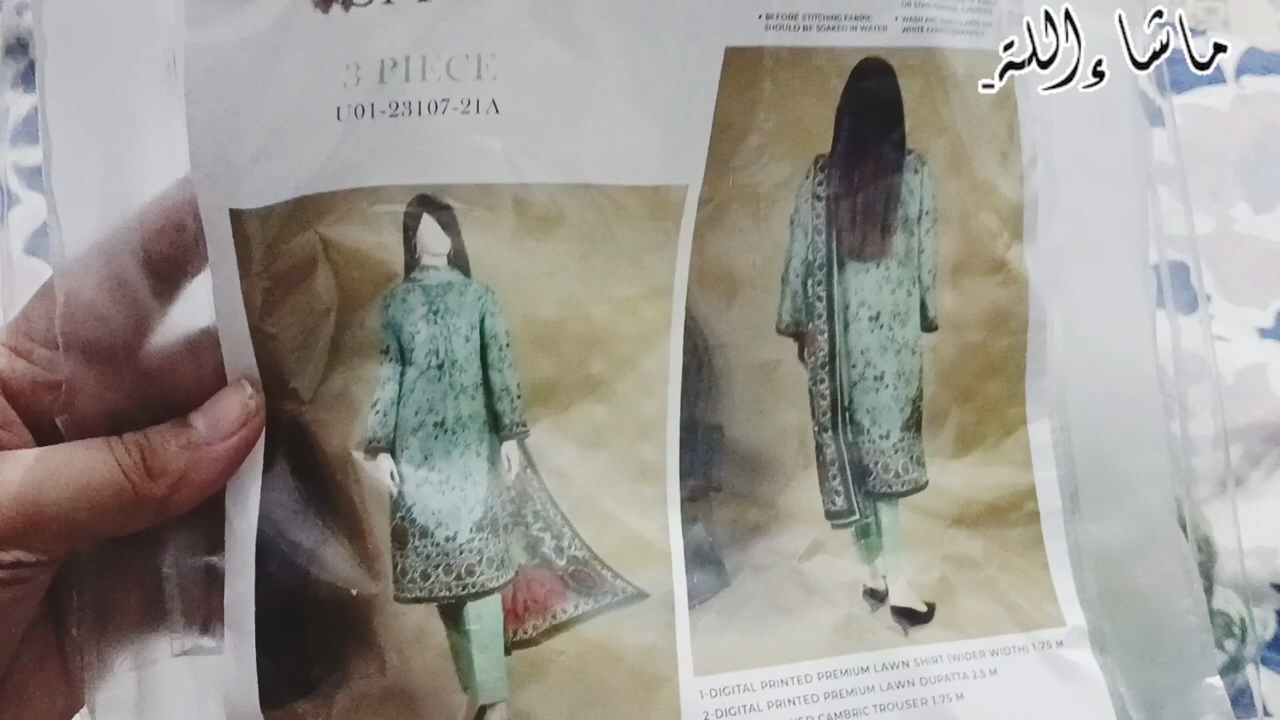 3 PIECE
U01-23107-21A
• BEFORE STITCHING FABRIC
SHOULD BE SOAKED IN WATER
ماشاءاللة
1-DIGITAL PRINTED PREMIUM LAWN SHIRT (WIDER WIDTH) 1.75 M
2-DIGITAL PRINTED PREMIUM LAWN DUPATTA 2.5 M
CAMBRIC TROUSER 1.75 M